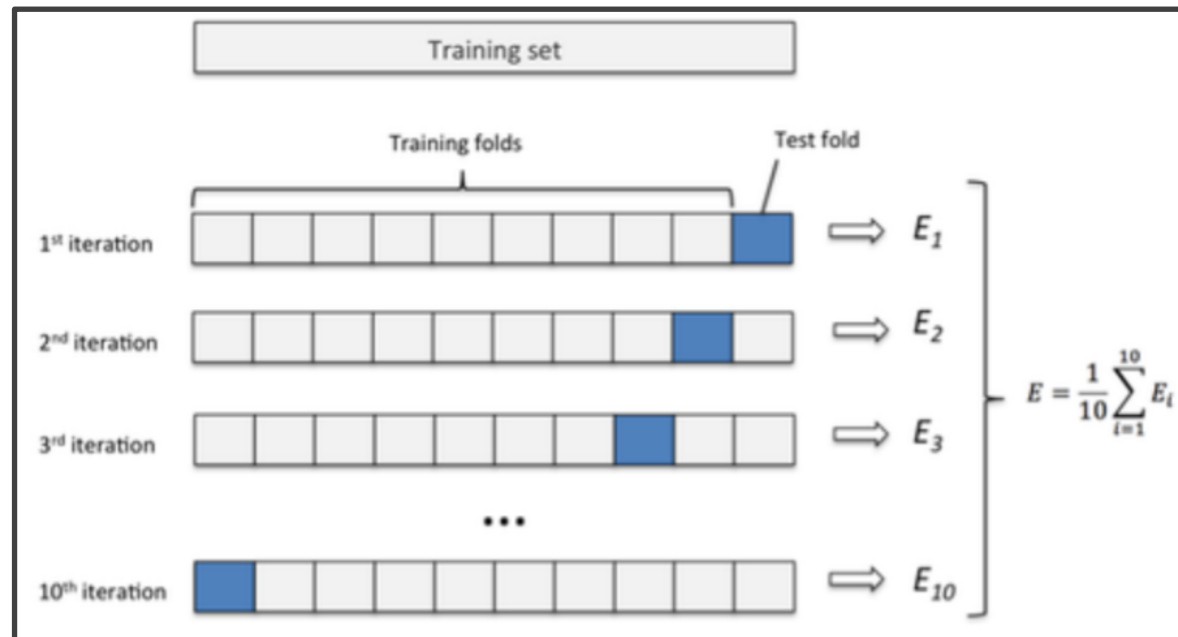 Training set
Training folds
Test fold
1st iteration
E1
2nd iteration
E2
3rd iteration
E3
...
10th iteration
E10
E = 1/10 ∑_{i=1}^{10} E_i